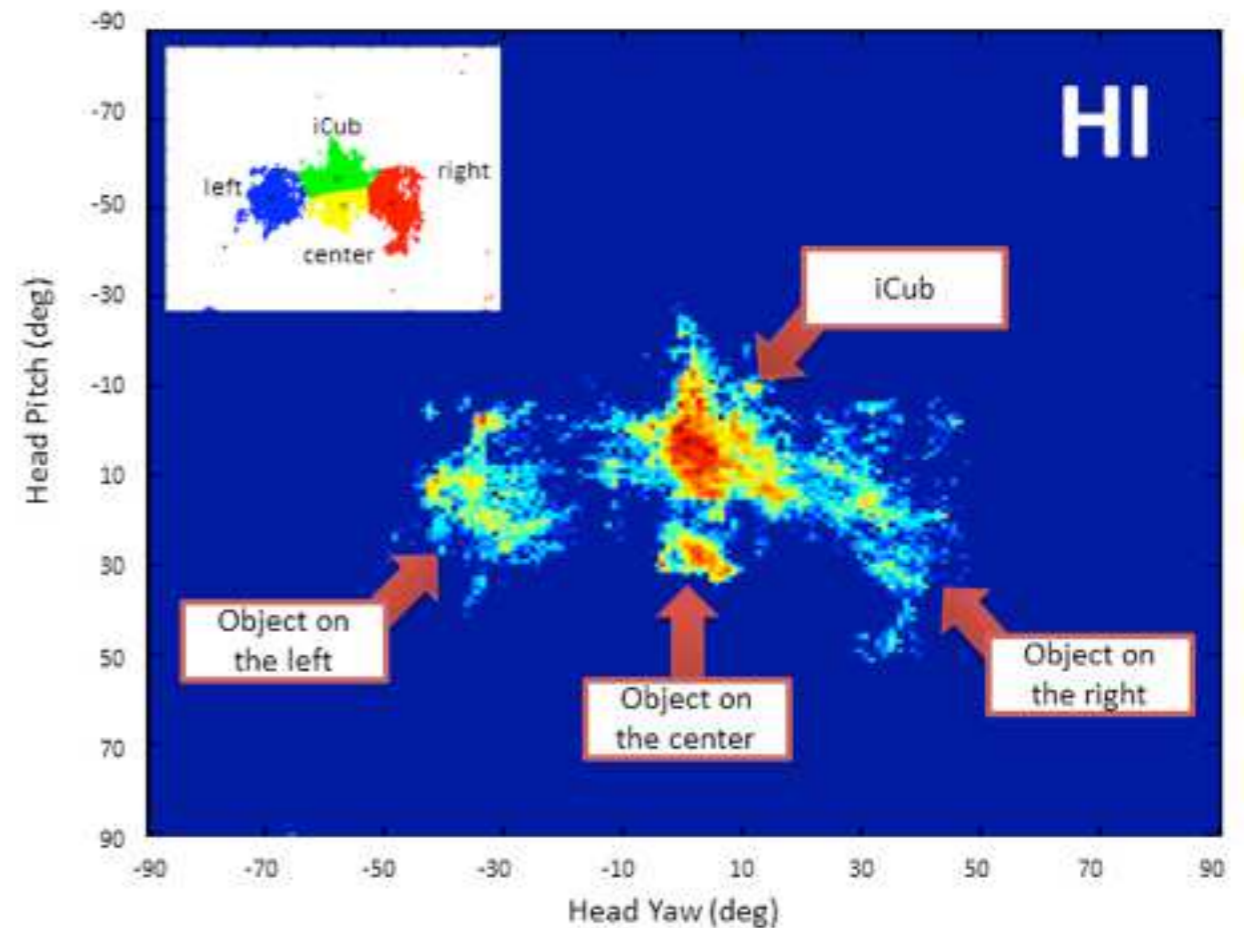 -90
-70
-50
-30
-10
10
30
50
70
90
Head Pitch (deg)
iCub
left
right
center
HI
iCub
Object on
the left
Object on
the center
Object on
the right
-90
-70
-50
-30
-10
10
30
50
70
90
Head Yaw (deg)